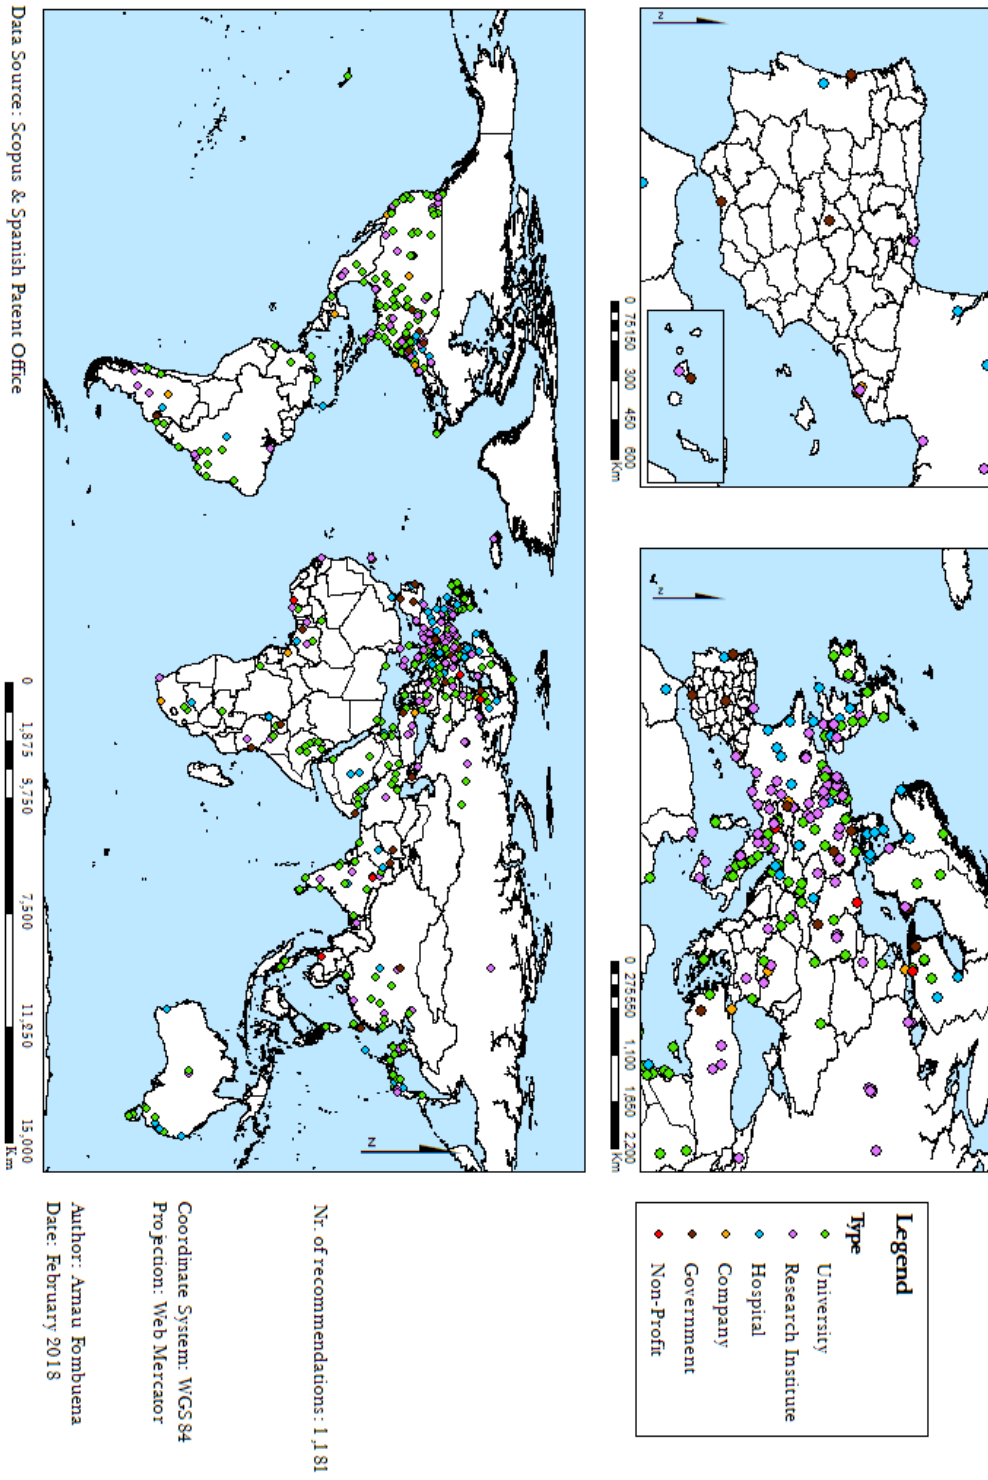 N
0 75 150 300 450 600
Km
N
0 275 550 1,100 1,650 2,200
Km
Legend
Type
University
Research Institute
Hospital
Company
Government
Non-Profit
N
0 1,875 3,750 7,500 11,250 15,000
Km
Nr. of recommendations: 1,181
Coordinate System: WGS 84
Projection: Web Mercator
Author: Arnau Fombuena
Date: February 2018
Data Source: Scopus & Spanish Patent Office